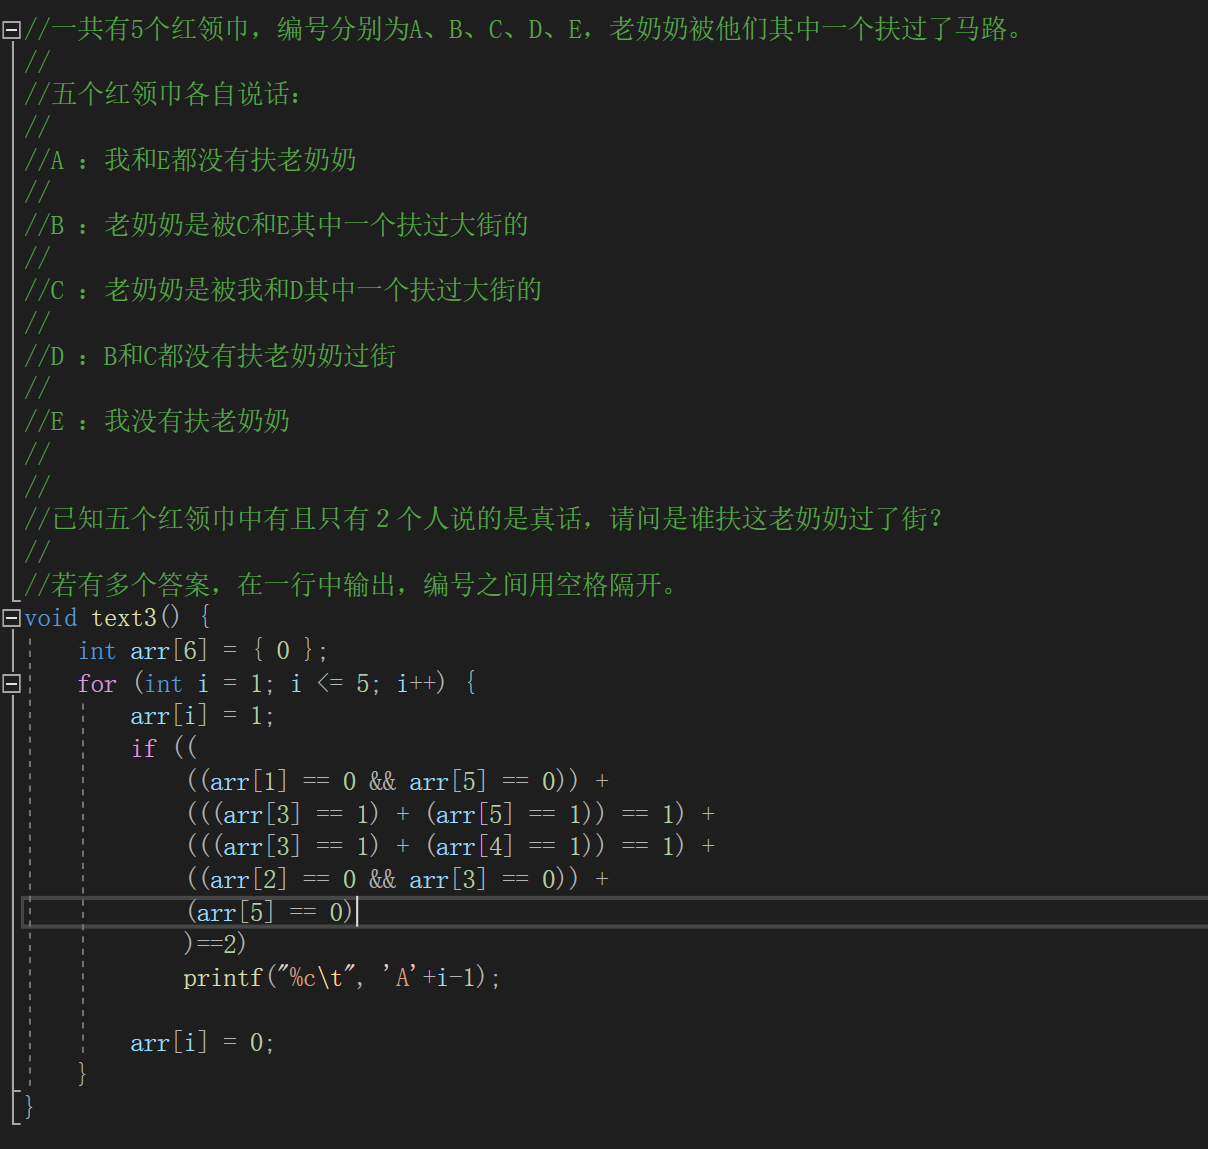 //一共有5个红领巾，编号分别为A、B、C、D、E，老奶奶被他们其中一个扶过了马路。
//
//五个红领巾各自说话：
//
//A ：我和E都没有扶老奶奶
//
//B ：老奶奶是被C和E其中一个扶过大街的
//
//C ：老奶奶是被我和D其中一个扶过大街的
//
//D ：B和C都没有扶老奶奶过街
//
//E ：我没有扶老奶奶
//
//
//已知五个红领巾中有且只有２个人说的是真话，请问是谁扶这老奶奶过了街？
//
//若有多个答案，在一行中输出，编号之间用空格隔开。
void text3() {
    int arr[6] = { 0 };
    for (int i = 1; i <= 5; i++) {
        arr[i] = 1;
        if ((
            ((arr[1] == 0 && arr[5] == 0)) +
            (((arr[3] == 1) + (arr[5] == 1)) == 1) +
            (((arr[3] == 1) + (arr[4] == 1)) == 1) +
            ((arr[2] == 0 && arr[3] == 0)) +
            (arr[5] == 0)
            )==2)
            printf("%c\t", 'A'+i-1);
        arr[i] = 0;
    }
}